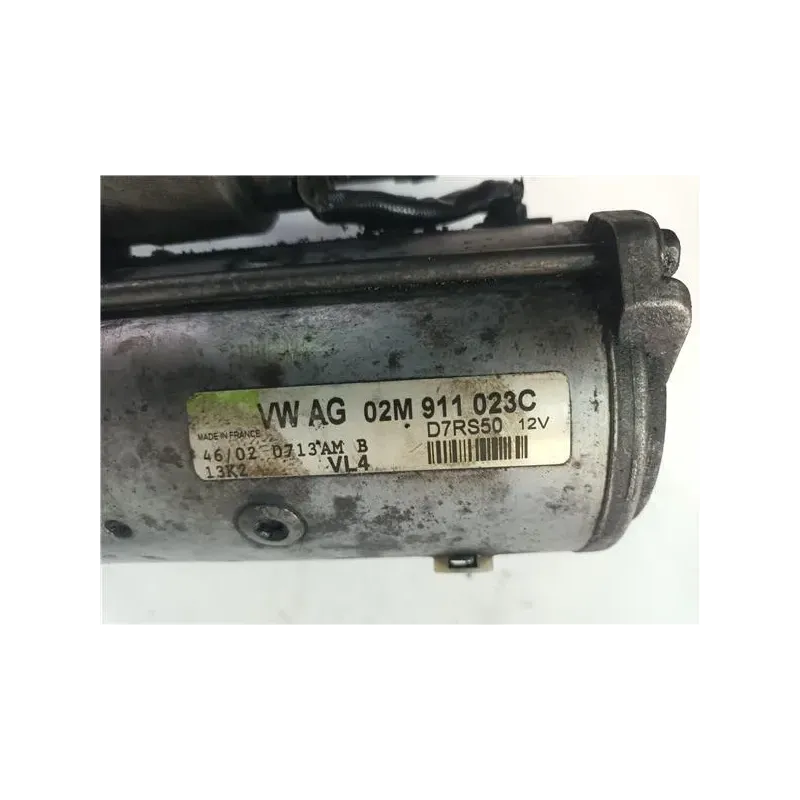 VW AG 02M 911 023C
MADE IN FRANCE D7RS50 12V
46/02 0713*AM B
13K2 VL4